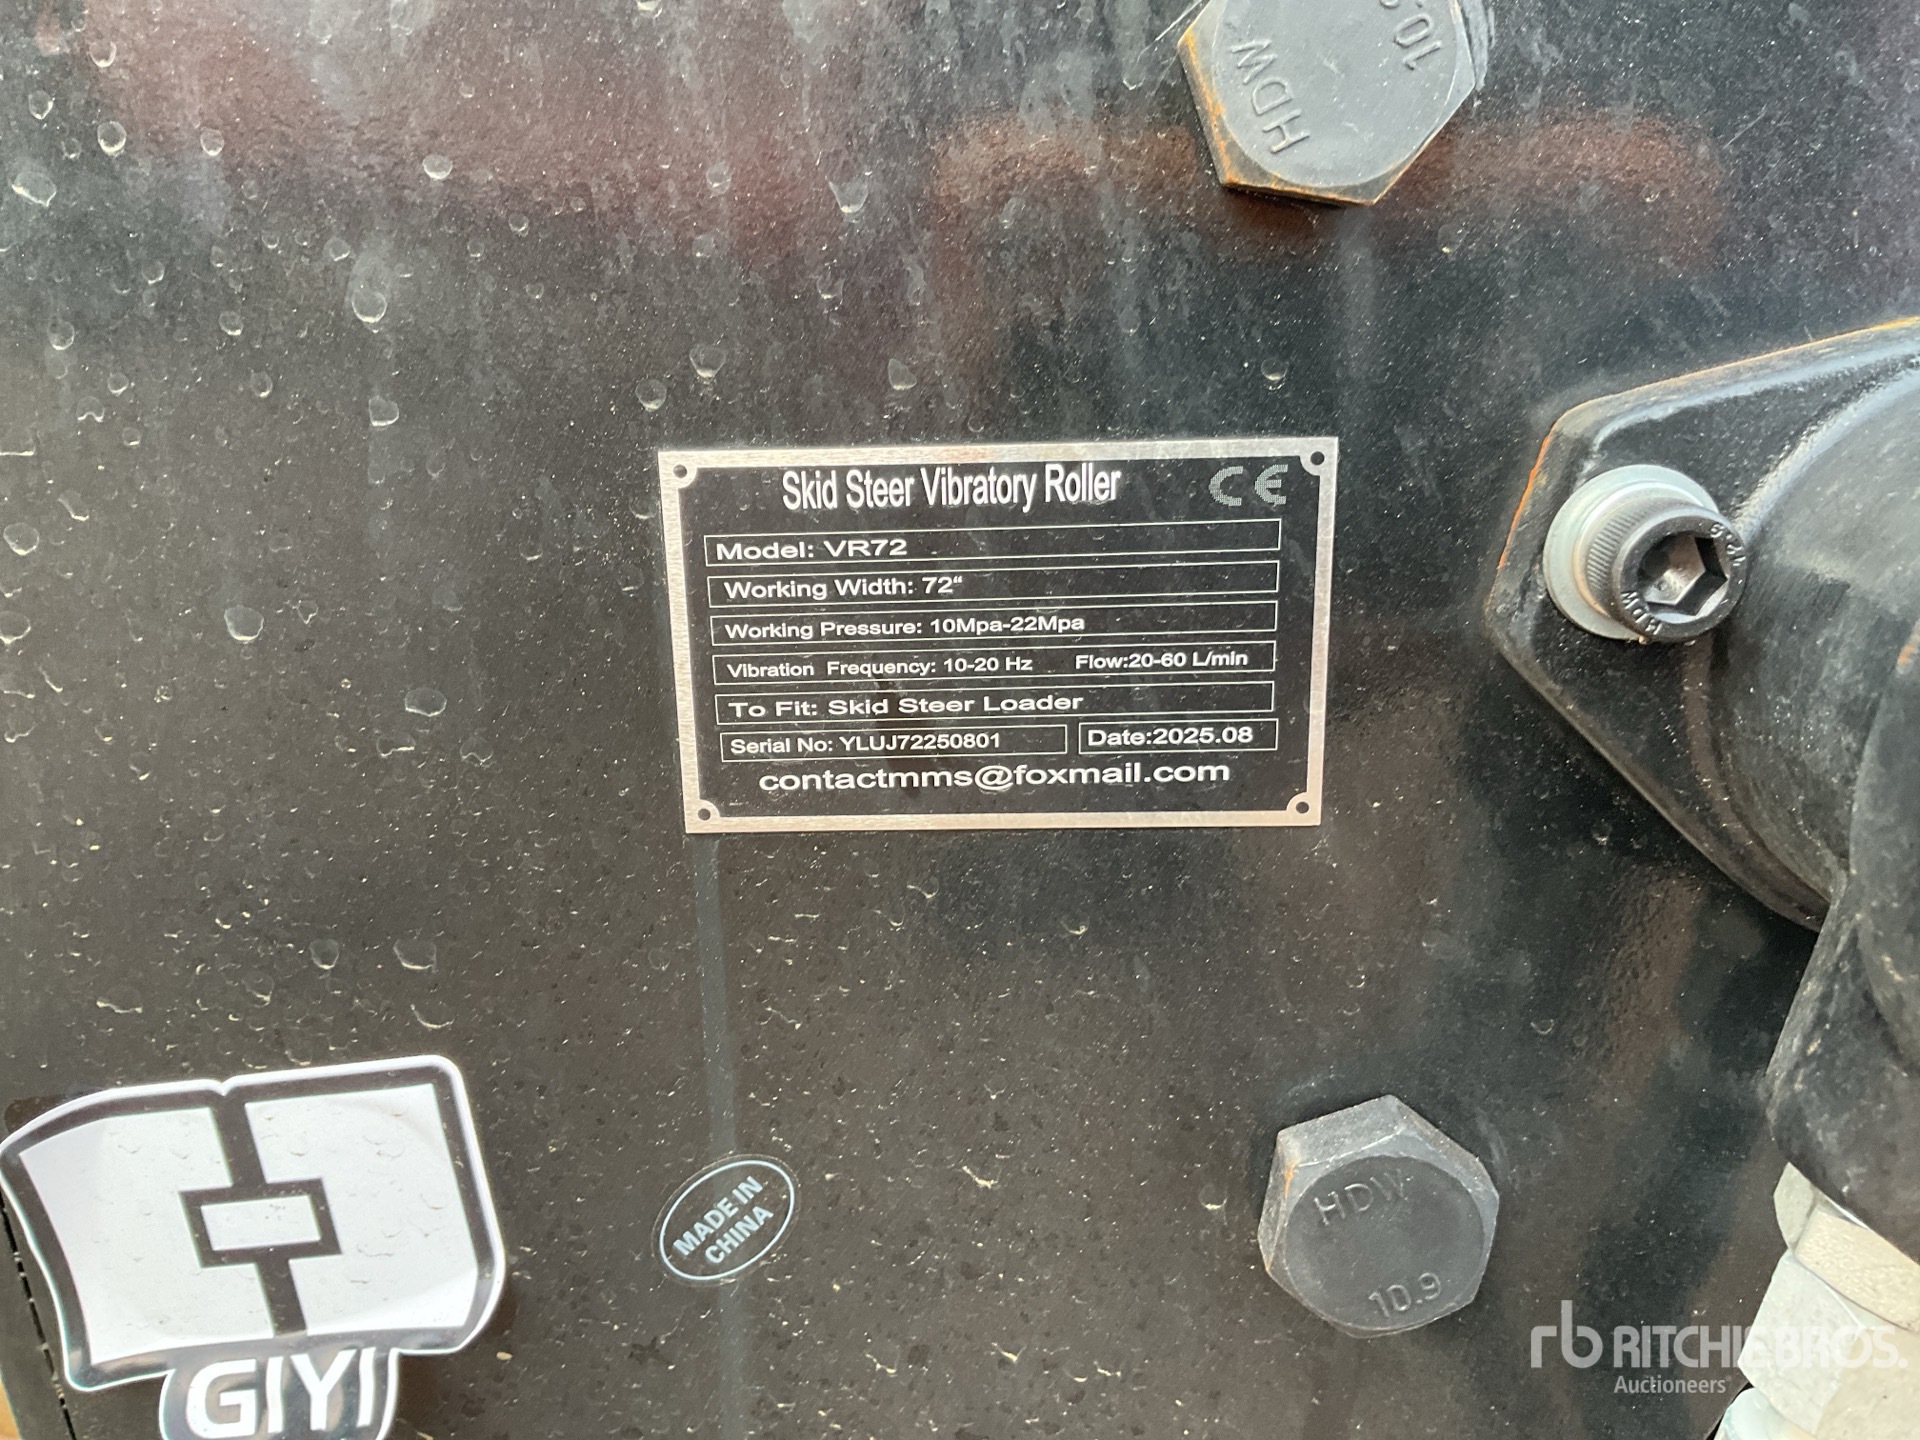 10.9
HDW
Skid Steer Vibratory Roller CE
Model: VR72
Working Width: 72“
Working Pressure: 10Mpa-22Mpa
Vibration Frequency: 10-20 Hz Flow:20-60 L/min
To Fit: Skid Steer Loader
Serial No: YLUJ72250801 Date:2025.08
contactmms@foxmail.com
MADE IN
CHINA
HDW
10.9
GIYI
rb RITCHIE BROS.
Auctioneers